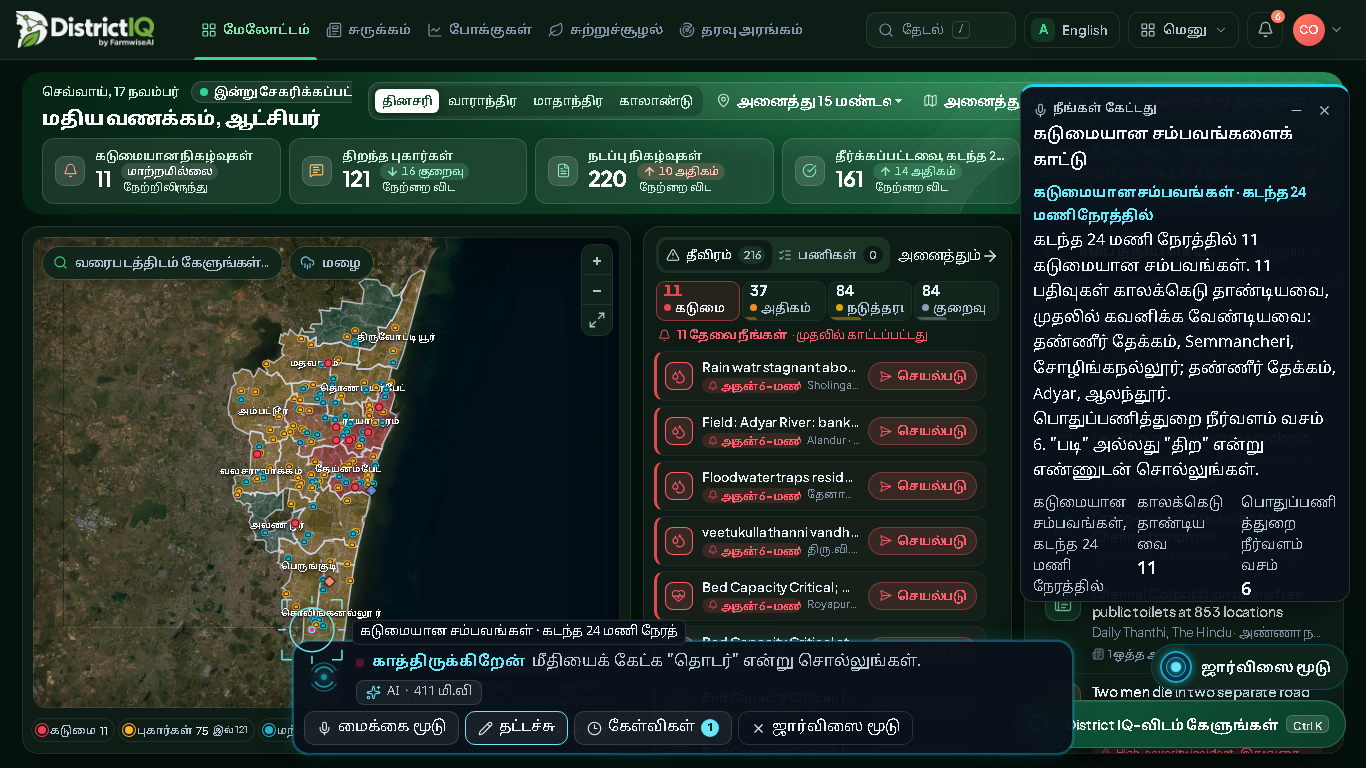 DistrictIQ
by FarmwiseAI
மேலோட்டம்
சுருக்கம்
போக்குகள்
சுற்றுச்சூழல்
தரவு அரங்கம்
தேடல் /
A English
மெனு
6
CO
செவ்வாய், 17 நவம்பர்
இன்று சேகரிக்கப்பட்
மதிய வணக்கம், ஆட்சியர்
தினசரி
வாராந்திர
மாதாந்திர
காலாண்டு
அனைத்து 15 மண்டல
அனைத்து
கடுமையான நிகழ்வுகள்
11 மாற்றமில்லை
நேற்றிலிருந்து
திறந்த புகார்கள்
121 ↓ 16 குறைவு
நேற்றை விட
நடப்பு நிகழ்வுகள்
220 ↑ 10 அதிகம்
நேற்றை விட
தீர்க்கப்பட்டவை, கடந்த 2...
161 ↑ 14 அதிகம்
நேற்றை விட
வரைபடத்திடம் கேளுங்கள்...
மழை
+
−
திருவோட்டியூர்
அம்பட்டூர்
தேயனம்பேட்
பெருங்குடி
கடுமை 11
புகார்கள் 75 இல் 121
தீவிரம் 216
பணிகள் 0
அனைத்தும் →
11
கடுமை
37
அதிகம்
84
84
குறைவு
11 தேவை நீங்கள் · முதலில் காட்டப்பட்டது
Rain watr stagnant abo...
Sholinga...
செயல்படு
Field: Adyar River: bank...
Alandur · ...
செயல்படு
Floodwater traps resid...
தேனா...
செயல்படு
veetukulla thanni vandh...
திரு.வி...
செயல்படு
Bed Capacity Critical; ...
Royapur...
செயல்படு
நீங்கள் கேட்டது
கடுமையான சம்பவங்களைக்
காட்டு
கடுமையான சம்பவங்கள் · கடந்த 24
மணி நேரத்தில்
கடந்த 24 மணி நேரத்தில் 11
கடுமையான சம்பவங்கள். 11
பதிவுகள் காலக்கெடு தாண்டியவை,
முதலில் கவனிக்க வேண்டியவை:
தண்ணீர் தேக்கம், Semmancheri,
சோழிங்கநல்லூர்; தண்ணீர் தேக்கம்,
Adyar, ஆலந்தூர்.
பொதுப்பணித்துறை நீர்வளம் வசம்
6. "படி" அல்லது "திற" என்று
எண்ணுடன் சொல்லுங்கள்.
கடுமையான
சம்பவங்கள்,
கடந்த 24
மணி
நேரத்தில்
காலக்கெடு
தாண்டிய
வை
11
பொதுப்பணி
த்துறை
நீர்வளம்
வசம்
6
public toilets at 853 locations
Daily Thanthi, The Hindu · அண்ணா ந...
Two men die in two separate road
ஜார்விஸை மூடு
District IQ-விடம் கேளுங்கள் Ctrl K
கடுமையான சம்பவங்கள் · கடந்த 24 மணி நேரத்
காத்திருக்கிறேன் மீதியைக் கேட்க "தொடர்" என்று சொல்லுங்கள்.
AI · 411 மி.வி
மைக்கை மூடு
தட்டச்சு
கேள்விகள் 1
ஜார்விஸை மூடு